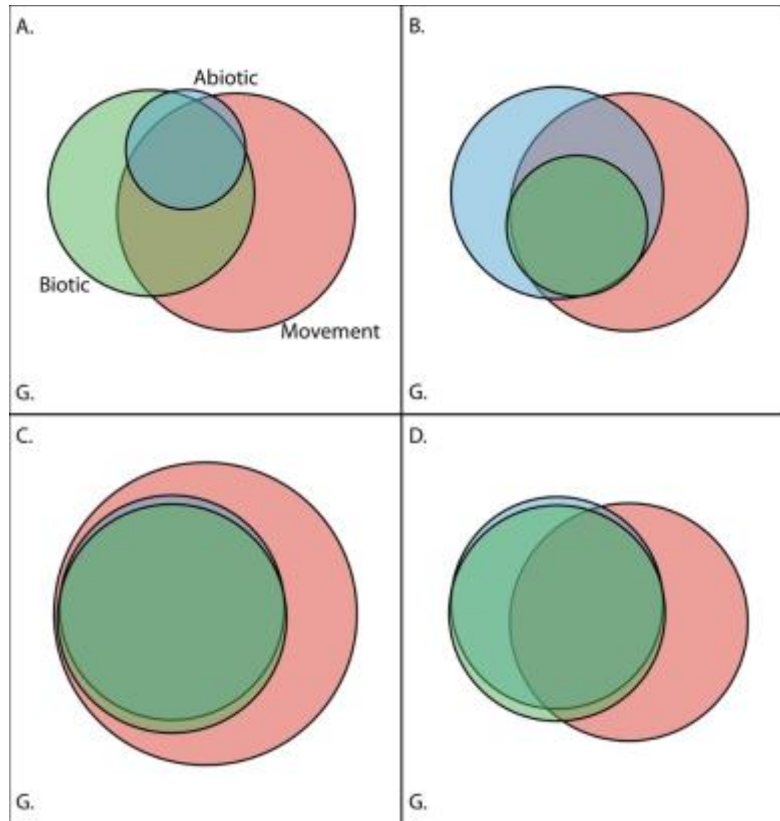 A.
Abiotic
Biotic
Movement
G.
B.
G.
C.
G.
D.
G.